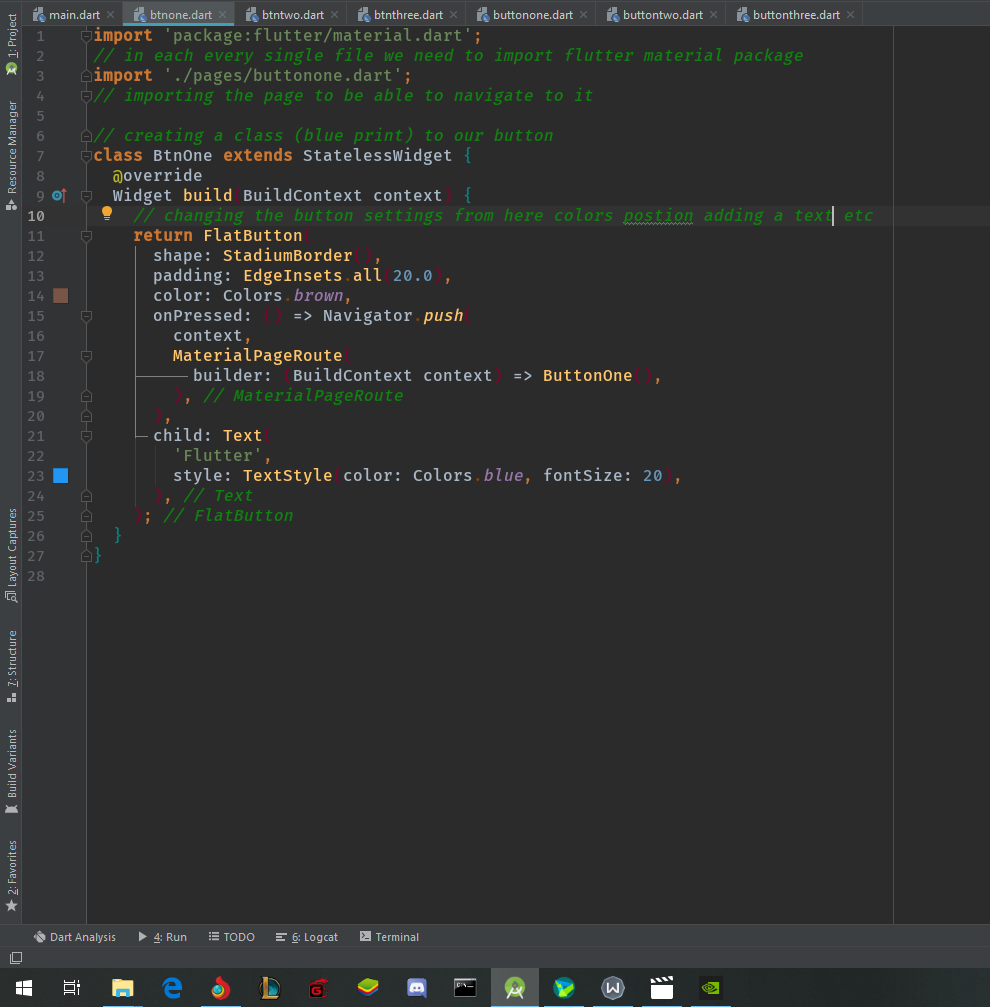 main.dart btnone.dart btntwo.dart btnthree.dart buttonone.dart buttontwo.dart buttonthree.dart
1: Project
Resource Manager
Layout Captures
7: Structure
Build Variants
2: Favorites
1 import 'package:flutter/material.dart';
2 // in each every single file we need to import flutter material package
3 import './pages/buttonone.dart';
4 // importing the page to be able to navigate to it
5
6 // creating a class (blue print) to our button
7 class BtnOne extends StatelessWidget {
8 @override
9 Widget build(BuildContext context) {
10 // changing the button settings from here colors postion adding a text etc
11 return FlatButton(
12 shape: StadiumBorder(),
13 padding: EdgeInsets.all(20.0),
14 color: Colors.brown,
15 onPressed: () => Navigator.push(
16 context,
17 MaterialPageRoute(
18 builder: (BuildContext context) => ButtonOne(),
19 ), // MaterialPageRoute
20 ),
21 child: Text(
22 'Flutter',
23 style: TextStyle(color: Colors.blue, fontSize: 20),
24 ), // Text
25 ); // FlatButton
26 }
27 }
28
Dart Analysis 4: Run TODO 6: Logcat Terminal